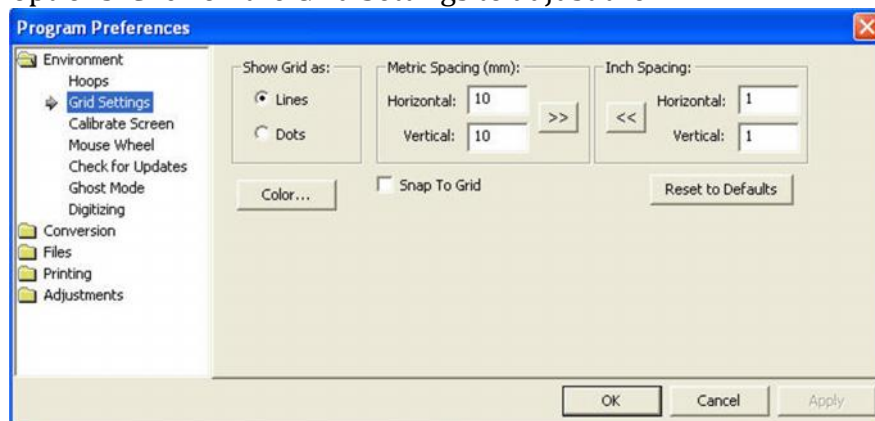 Program Preferences
Environment
Hoops
Grid Settings
Calibrate Screen
Mouse Wheel
Check for Updates
Ghost Mode
Digitizing
Conversion
Files
Printing
Adjustments
Show Grid as:
Lines
Dots
Metric Spacing (mm):
Horizontal: 10
Vertical: 10
>>
Inch Spacing:
<<
Horizontal: 1
Vertical: 1
Color...
Snap To Grid
Reset to Defaults
OK Cancel Apply